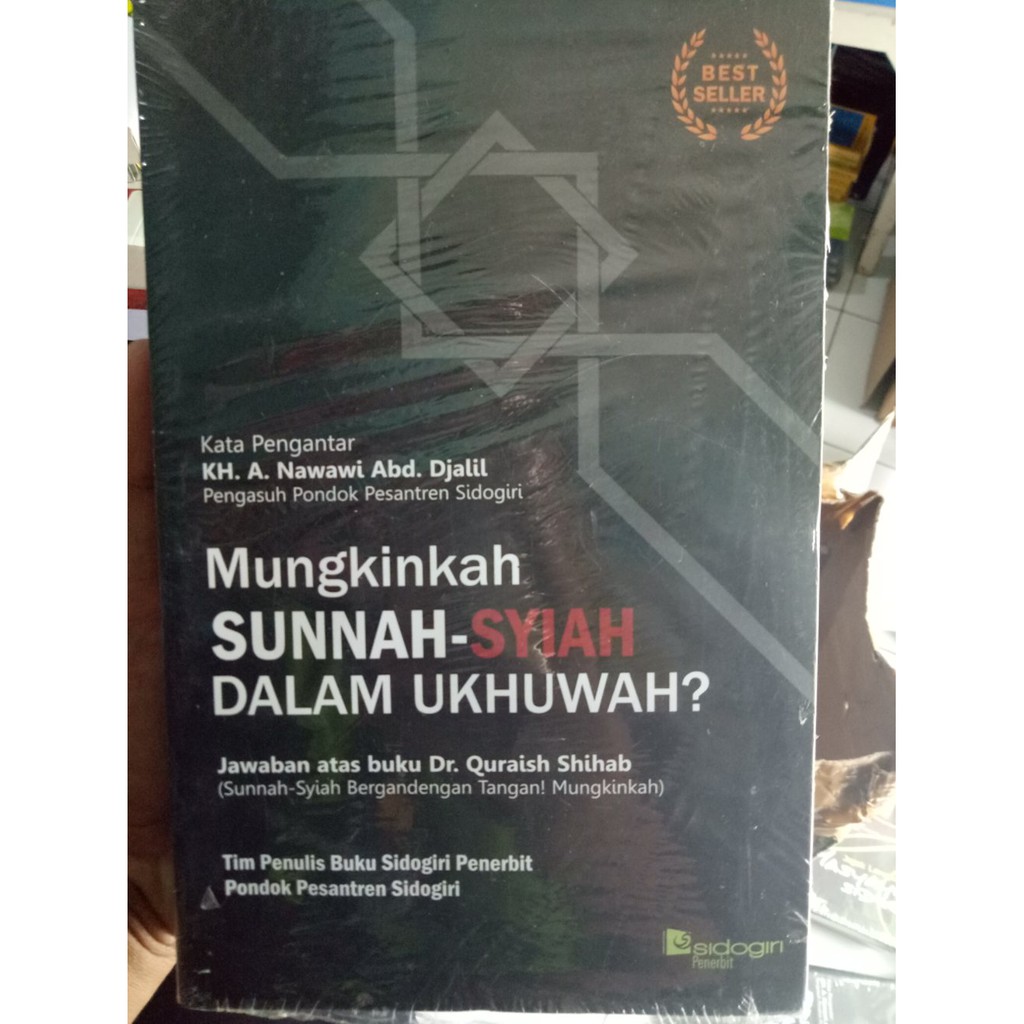 BEST
SELLER
Kata Pengantar
KH. A. Nawawi Abd. Djalil
Pengasuh Pondok Pesantren Sidogiri
Mungkinkah
SUNNAH-SYIAH
DALAM UKHUWAH?
Jawaban atas buku Dr. Quraish Shihab
(Sunnah-Syiah Bergandengan Tangan! Mungkinkah)
Tim Penulis Buku Sidogiri Penerbit
Pondok Pesantren Sidogiri
sidogiri
Penerbit